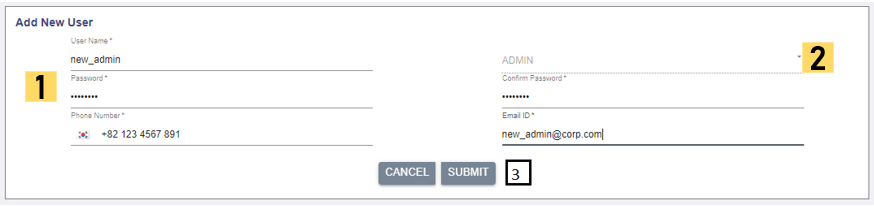 Add New User
User Name *
new_admin
ADMIN
2
1
Password *
Confirm Password *
••••••••
••••••••
Phone Number *
Email ID *
+82 123 4567 891
new_admin@corp.com
CANCEL
SUBMIT
3